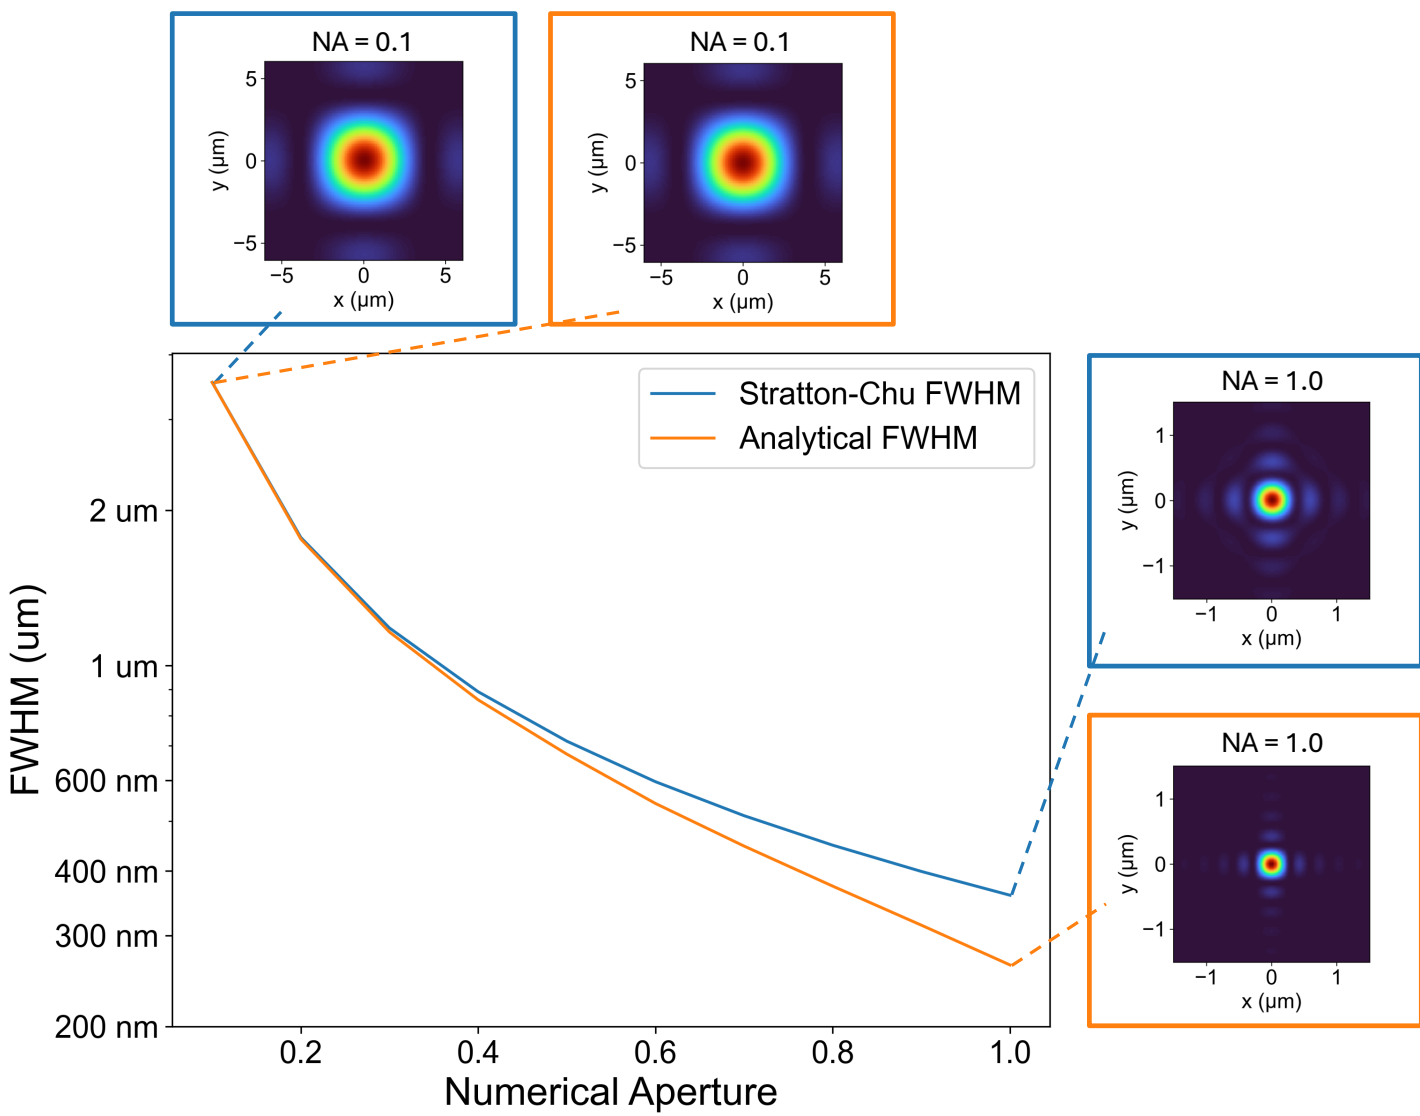 NA = 0.1
5
0
−5
y (μm)
−5 0 5
x (μm)
NA = 0.1
5
0
−5
y (μm)
−5 0 5
x (μm)
Stratton-Chu FWHM
Analytical FWHM
2 um
1 um
600 nm
400 nm
300 nm
200 nm
FWHM (um)
0.2 0.4 0.6 0.8 1.0
Numerical Aperture
NA = 1.0
1
0
−1
y (μm)
−1 0 1
x (μm)
NA = 1.0
1
0
−1
y (μm)
−1 0 1
x (μm)